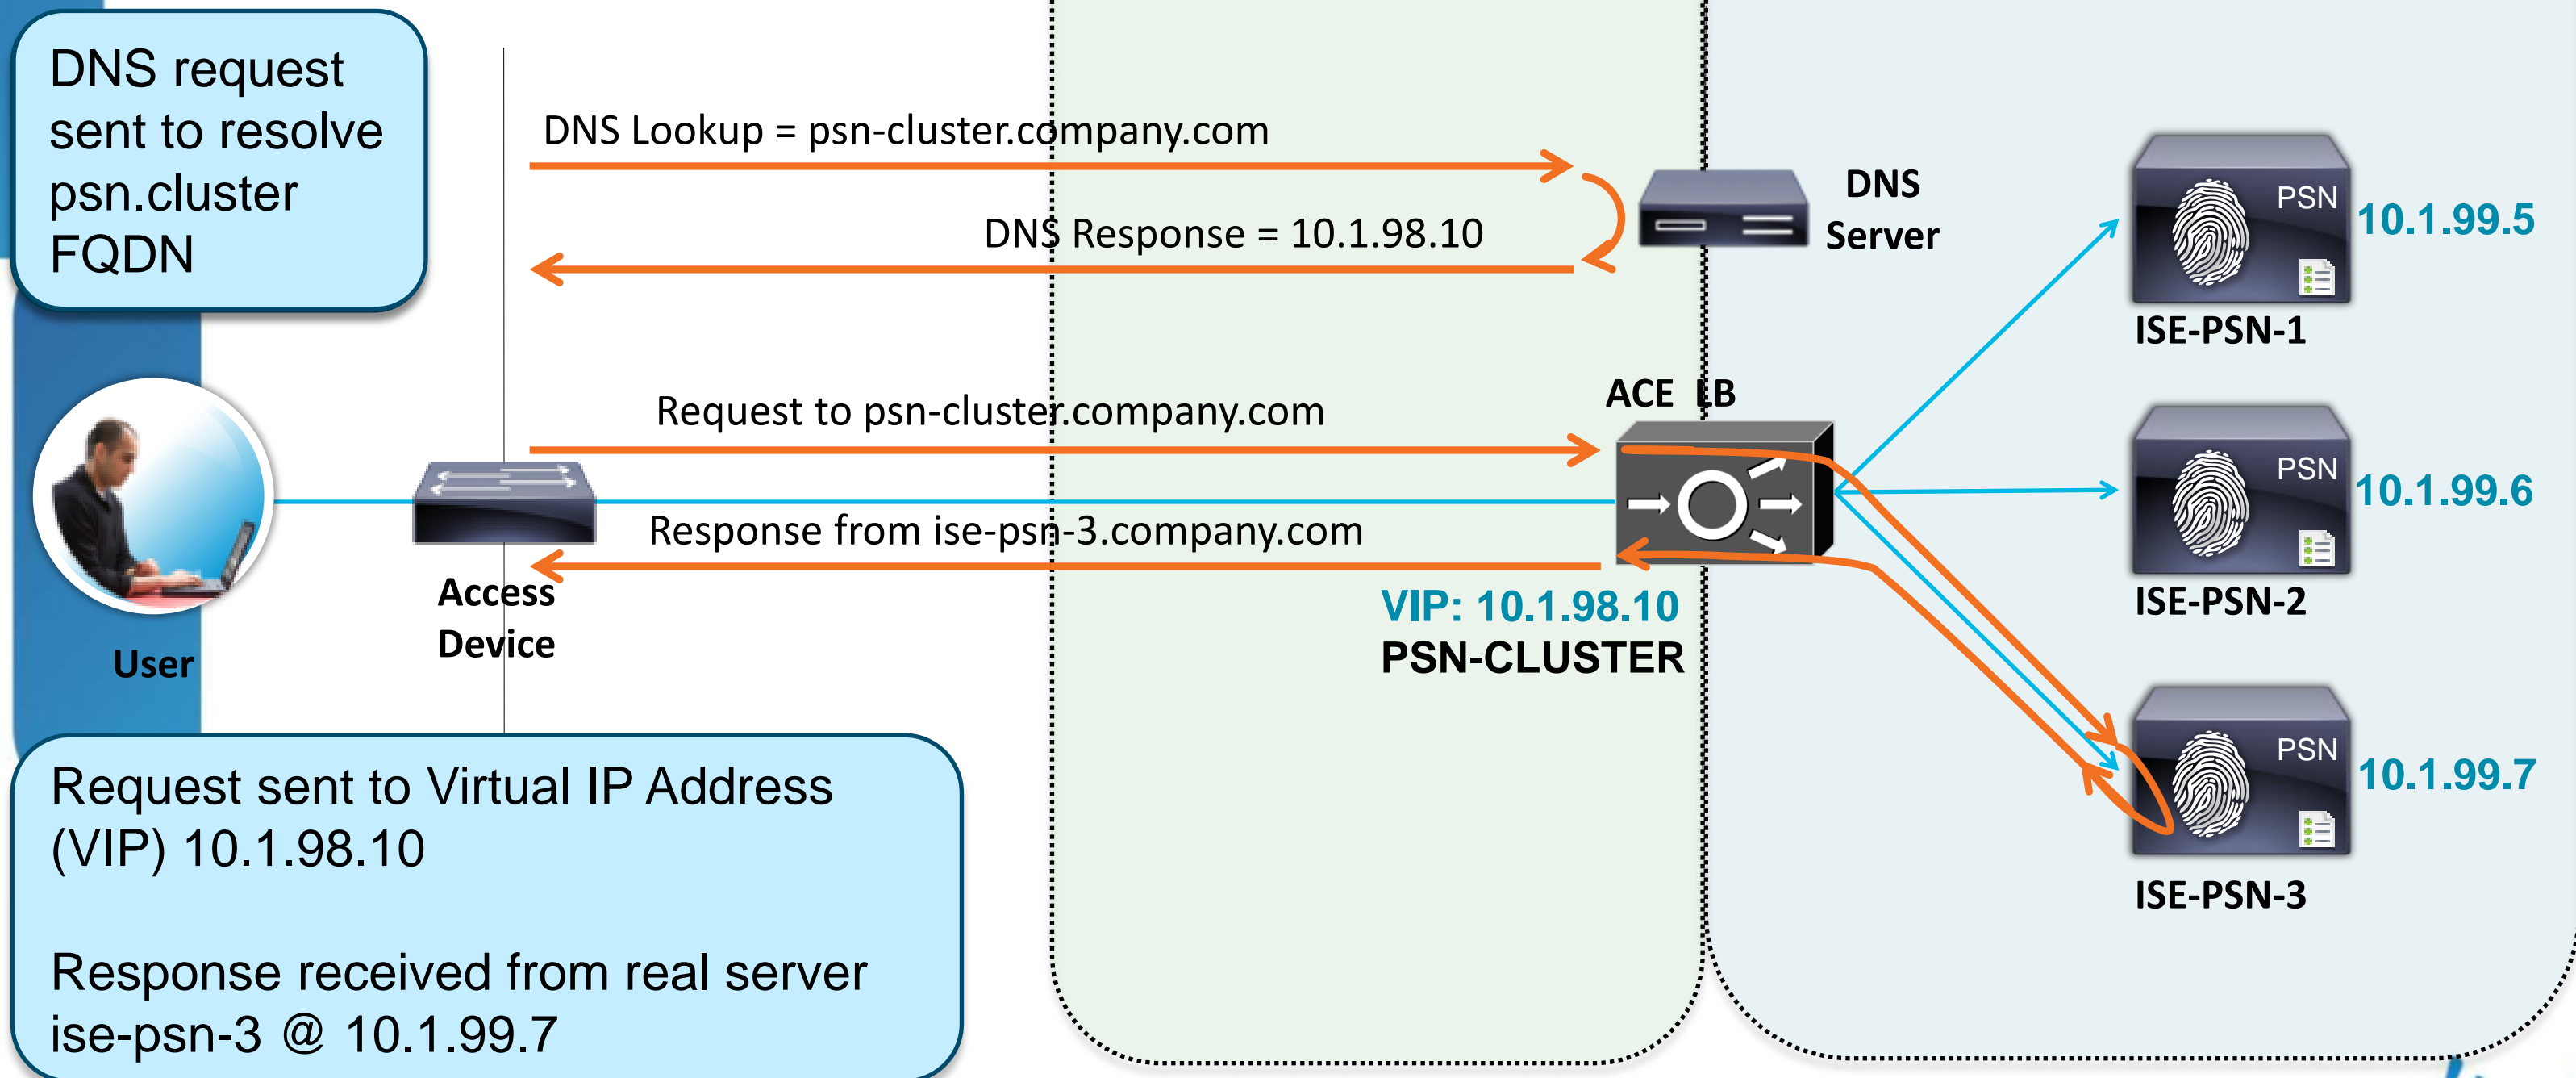 DNS request
sent to resolve
psn.cluster
FQDN
DNS Lookup = psn-cluster.company.com
DNS Response = 10.1.98.10
DNS
Server
PSN
10.1.99.5
ISE-PSN-1
Request to psn-cluster.company.com
ACE LB
PSN
10.1.99.6
ISE-PSN-2
Response from ise-psn-3.company.com
Access
Device
User
VIP: 10.1.98.10
PSN-CLUSTER
PSN
10.1.99.7
ISE-PSN-3
Request sent to Virtual IP Address
(VIP) 10.1.98.10
Response received from real server
ise-psn-3 @ 10.1.99.7